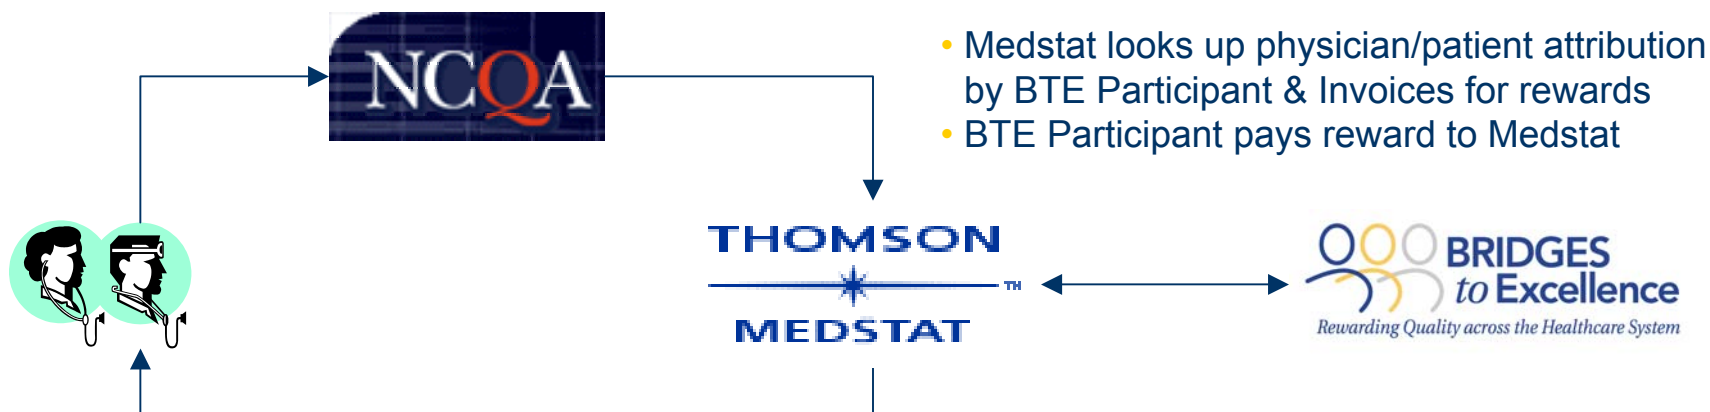 NCQA
• Medstat looks up physician/patient attribution
by BTE Participant & Invoices for rewards
• BTE Participant pays reward to Medstat
THOMSON
TM
MEDSTAT
BRIDGES
to Excellence
Rewarding Quality across the Healthcare System